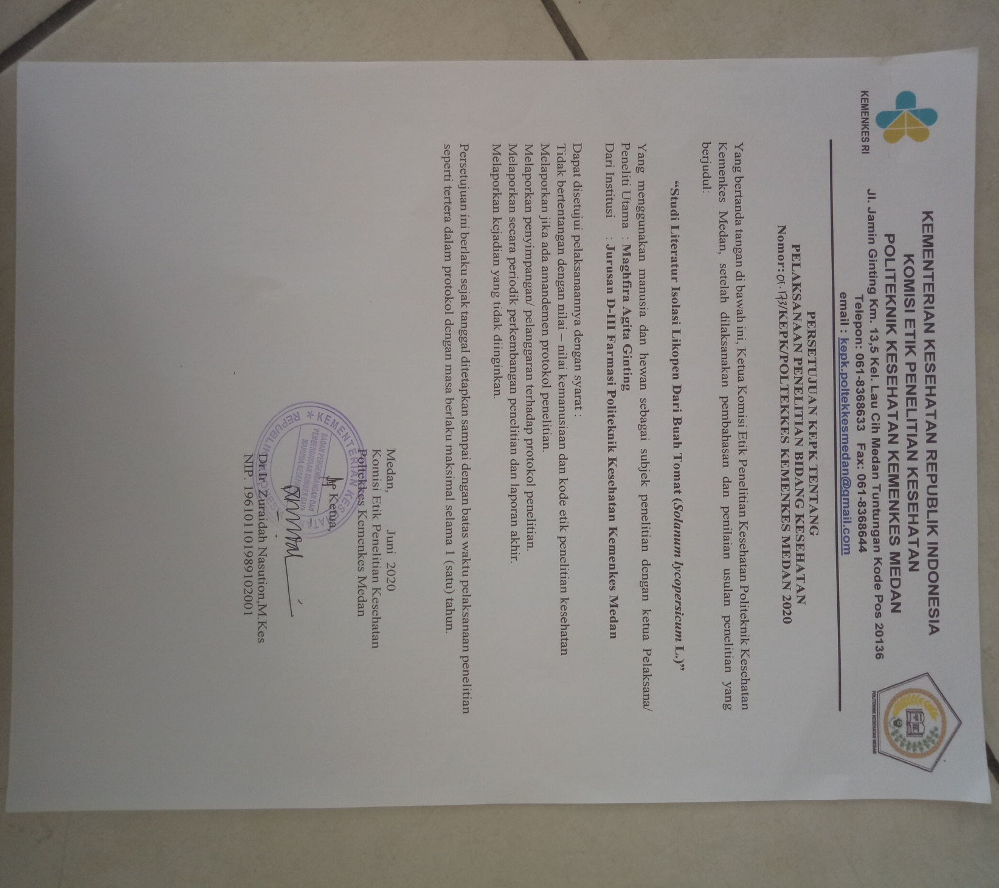 KEMENKES RI
KEMENTERIAN KESEHATAN REPUBLIK INDONESIA
KOMISI ETIK PENELITIAN KESEHATAN
POLITEKNIK KESEHATAN KEMENKES MEDAN
Jl. Jamin Ginting Km. 13,5 Kel. Lau Cih Medan Tuntungan Kode Pos 20136
Telepon: 061-8368633 Fax: 061-8368644
email : kepk.poltekkesmedan@gmail.com
POLITEKNIK KESEHATAN MEDAN
PERSETUJUAN KEPK TENTANG
PELAKSANAAN PENELITIAN BIDANG KESEHATAN
Nomor: 01.1731/KEPK/POLTEKKES KEMENKES MEDAN 2020
Yang bertanda tangan di bawah ini, Ketua Komisi Etik Penelitian Kesehatan Politeknik Kesehatan
Kemenkes Medan, setelah dilaksanakan pembahasan dan penilaian usulan penelitian yang
berjudul:
“Studi Literatur Isolasi Likopen Dari Buah Tomat (Solanum lycopersicum L.)”
Yang menggunakan manusia dan hewan sebagai subjek penelitian dengan ketua Pelaksana/
Peneliti Utama : Maghfira Agita Ginting
Dari Institusi : Jurusan D-III Farmasi Politeknik Kesehatan Kemenkes Medan
Dapat disetujui pelaksanaannya dengan syarat :
Tidak bertentangan dengan nilai – nilai kemanusiaan dan kode etik penelitian kesehatan
Melaporkan jika ada amandemen protokol penelitian.
Melaporkan penyimpangan/ pelanggaran terhadap protokol penelitian.
Melaporkan secara periodik perkembangan penelitian dan laporan akhir.
Melaporkan kejadian yang tidak diinginkan.
Persetujuan ini berlaku sejak tanggal ditetapkan sampai dengan batas waktu pelaksanaan penelitian
seperti tertera dalam protokol dengan masa berlaku maksimal selama 1 (satu) tahun.
Medan, Juni 2020
Komisi Etik Penelitian Kesehatan
Poltekkes Kemenkes Medan
Ketua,
KEMENTERIAN KESEHATAN
REPUBLIK INDONESIA
BADAN PENGEMBANGAN DAN
PEMBERDAYAAN SUMBER DAYA
MANUSIA KESEHATAN
Dr.Ir. Zuraidah Nasution,M.Kes
NIP. 196101101989102001